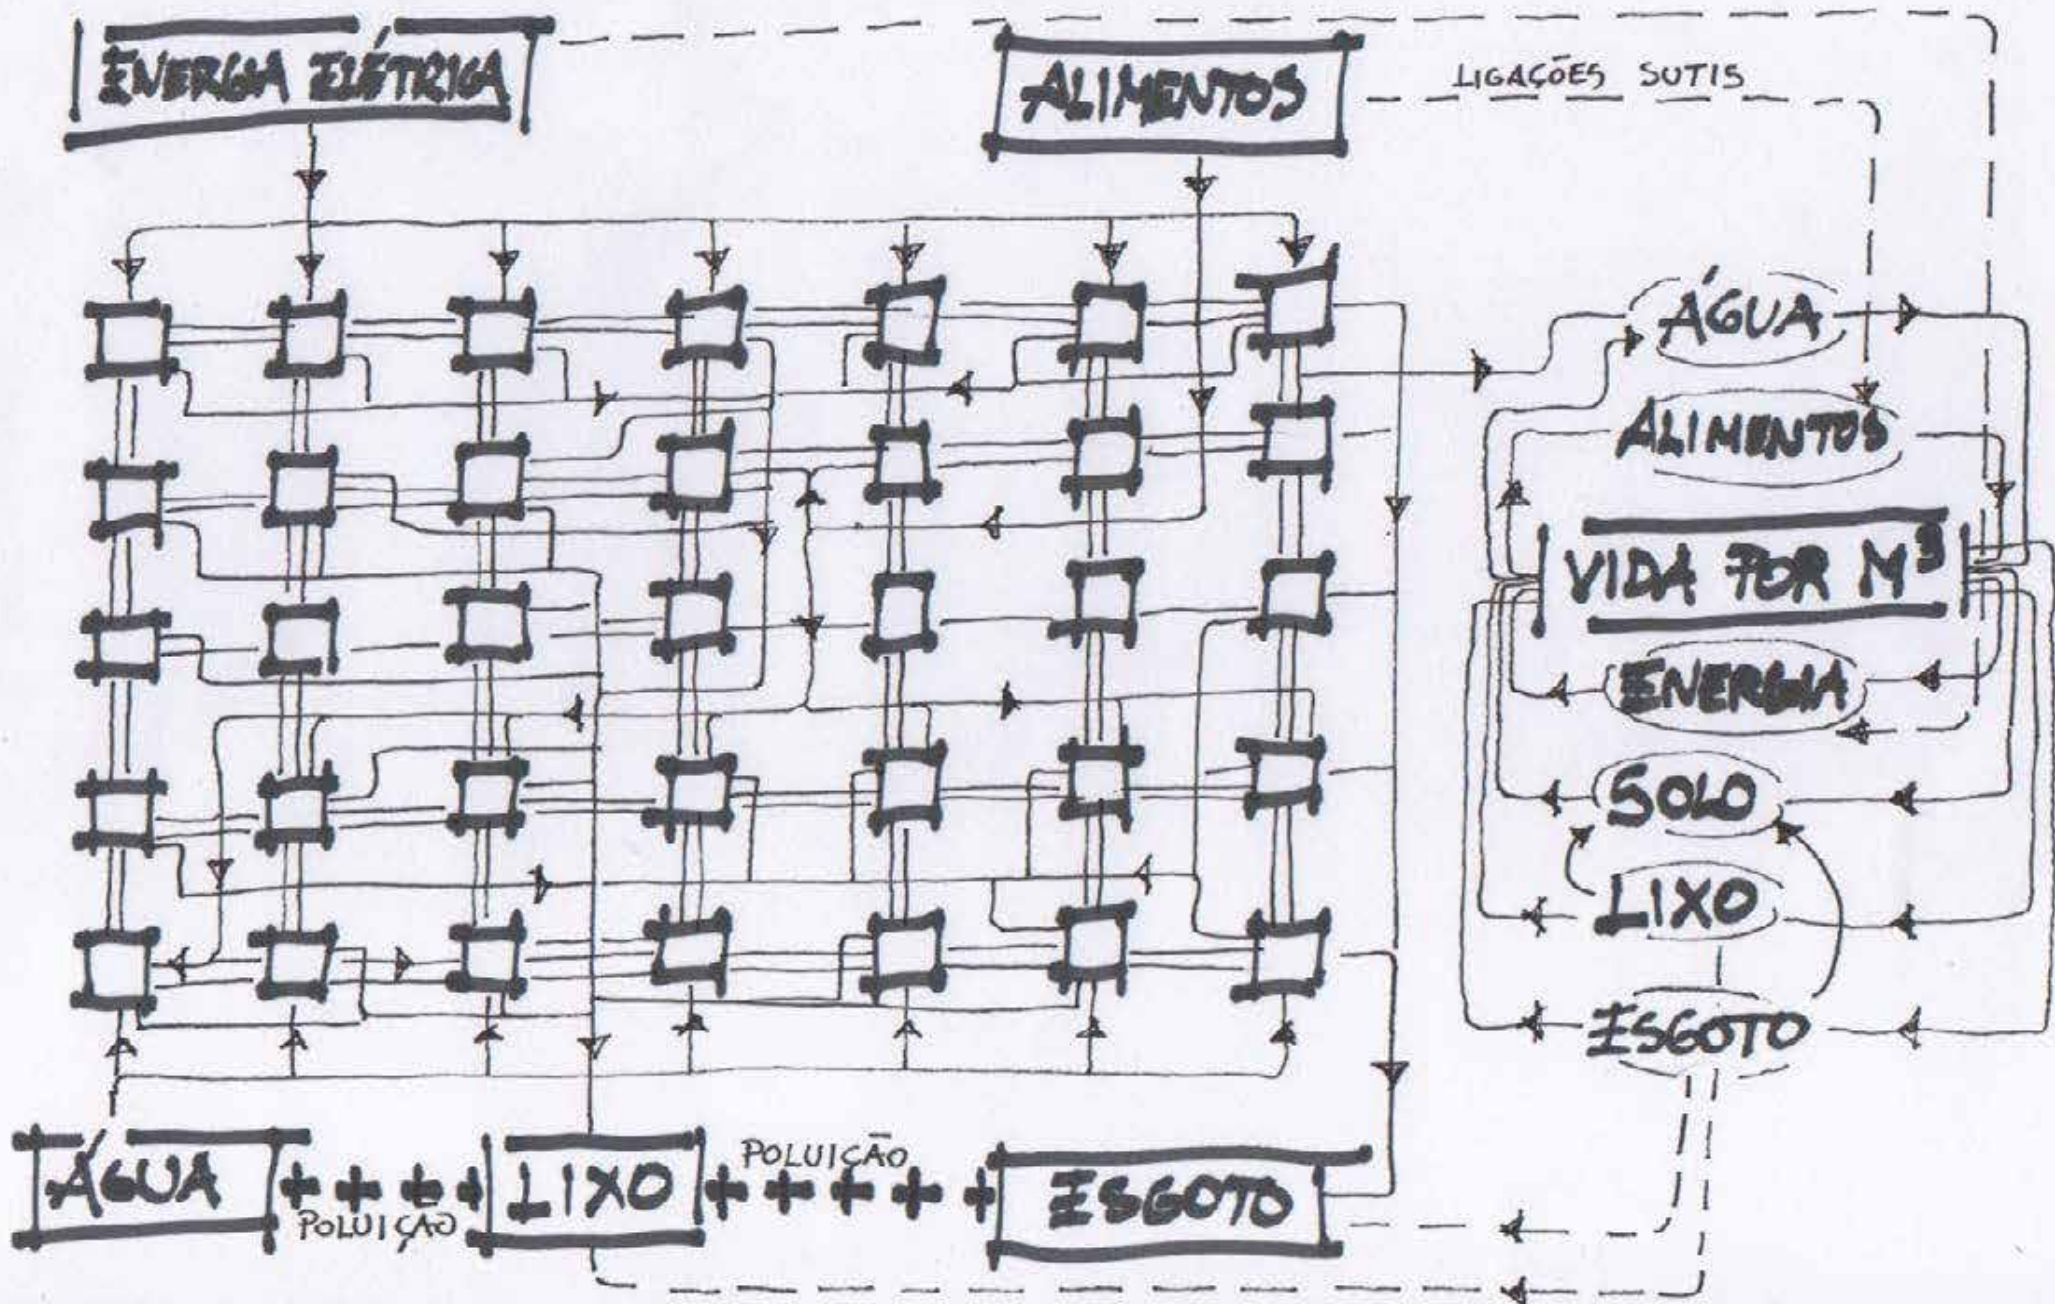 ENERGIA ELÉTRICA
ALIMENTOS
LIGAÇÕES SUTIS
ÁGUA
ALIMENTOS
VIDA POR M³
ENERGIA
SOLO
LIXO
ESGOTO
ÁGUA
POLUIÇÃO
LIXO
POLUIÇÃO
ESGOTO